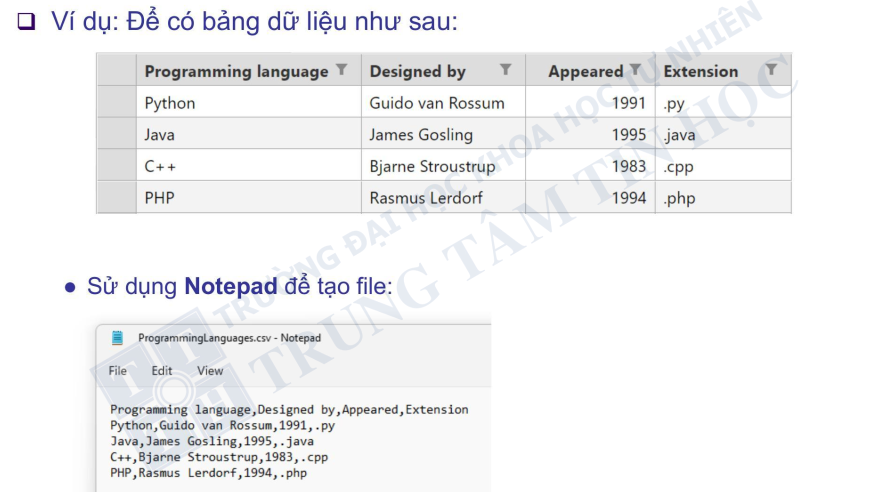 Ví dụ: Để có bảng dữ liệu như sau:
Programming language Designed by Appeared Extension
Python Guido van Rossum 1991 .py
Java James Gosling 1995 .java
C++ Bjarne Stroustrup 1983 .cpp
PHP Rasmus Lerdorf 1994 .php
TRƯỜNG ĐẠI HỌC KHOA HỌC TỰ NHIÊN
TRUNG TÂM TIN HỌC
Sử dụng Notepad để tạo file:
ProgrammingLanguages.csv - Notepad
File Edit View
Programming language,Designed by,Appeared,Extension
Python,Guido van Rossum,1991,.py
Java,James Gosling,1995,.java
C++,Bjarne Stroustrup,1983,.cpp
PHP,Rasmus Lerdorf,1994,.php